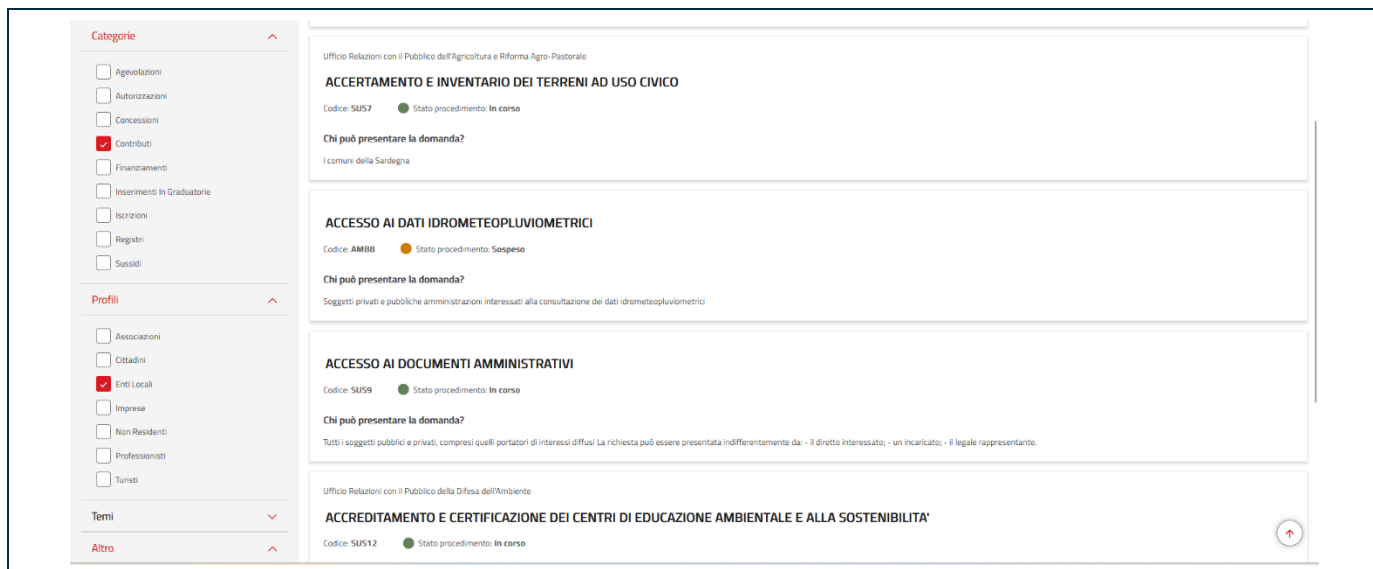 Categorie
Agevolazioni
Autorizzazioni
Concessioni
Contributi
Finanziamenti
Inserimenti In Graduatorie
Iscrizioni
Registri
Sussidi
Profili
Associazioni
Cittadini
Enti Locali
Imprese
Non Residenti
Professionisti
Turisti
Temi
Altro
Ufficio Relazioni con il Pubblico dell'Agricoltura e Riforma Agro-Pastorale
ACCERTAMENTO E INVENTARIO DEI TERRENI AD USO CIVICO
Codice: SUS7 Stato procedimento: In corso
Chi può presentare la domanda?
I comuni della Sardegna
ACCESSO AI DATI IDROMETEOPLUVIOMETRICI
Codice: AMB8 Stato procedimento: Sospeso
Chi può presentare la domanda?
Soggetti privati e pubbliche amministrazioni interessati alla consultazione dei dati idrometeopluviometrici
ACCESSO AI DOCUMENTI AMMINISTRATIVI
Codice: SUS9 Stato procedimento: In corso
Chi può presentare la domanda?
Tutti i soggetti pubblici e privati, compresi quelli portatori di interessi diffusi La richiesta può essere presentata indifferentemente da: - il diretto interessato; - un incaricato; - il legale rappresentante.
Ufficio Relazioni con il Pubblico della Difesa dell'Ambiente
ACCREDITAMENTO E CERTIFICAZIONE DEI CENTRI DI EDUCAZIONE AMBIENTALE E ALLA SOSTENIBILITA'
Codice: SUS12 Stato procedimento: In corso